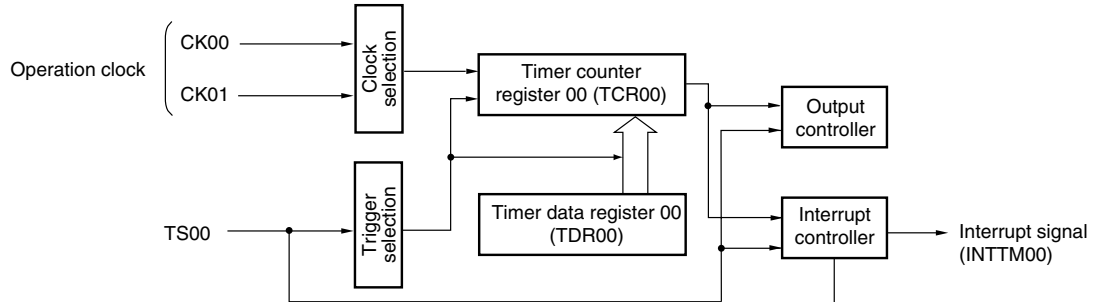 Operation clock
CK00
CK01
Clock
selection
Timer counter
register 00 (TCR00)
Output
controller
TS00
Trigger
selection
Timer data register 00
(TDR00)
Interrupt
controller
Interrupt signal
(INTTM00)